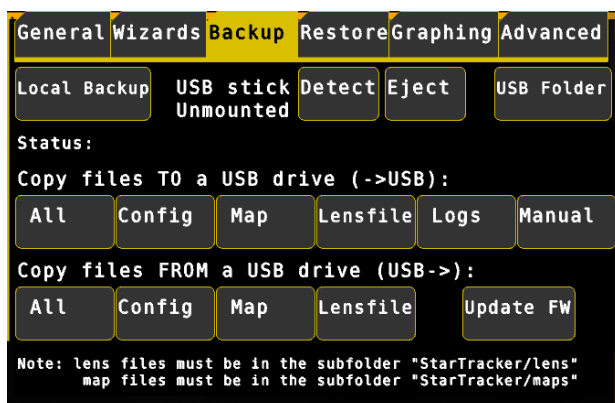 General Wizards Backup Restore Graphing Advanced
Local Backup USB stick Detect Eject USB Folder
Unmounted
Status:
Copy files TO a USB drive (->USB):
All Config Map Lensfile Logs Manual
Copy files FROM a USB drive (USB->):
All Config Map Lensfile Update FW
Note: lens files must be in the subfolder "StarTracker/lens"
map files must be in the subfolder "StarTracker/maps"